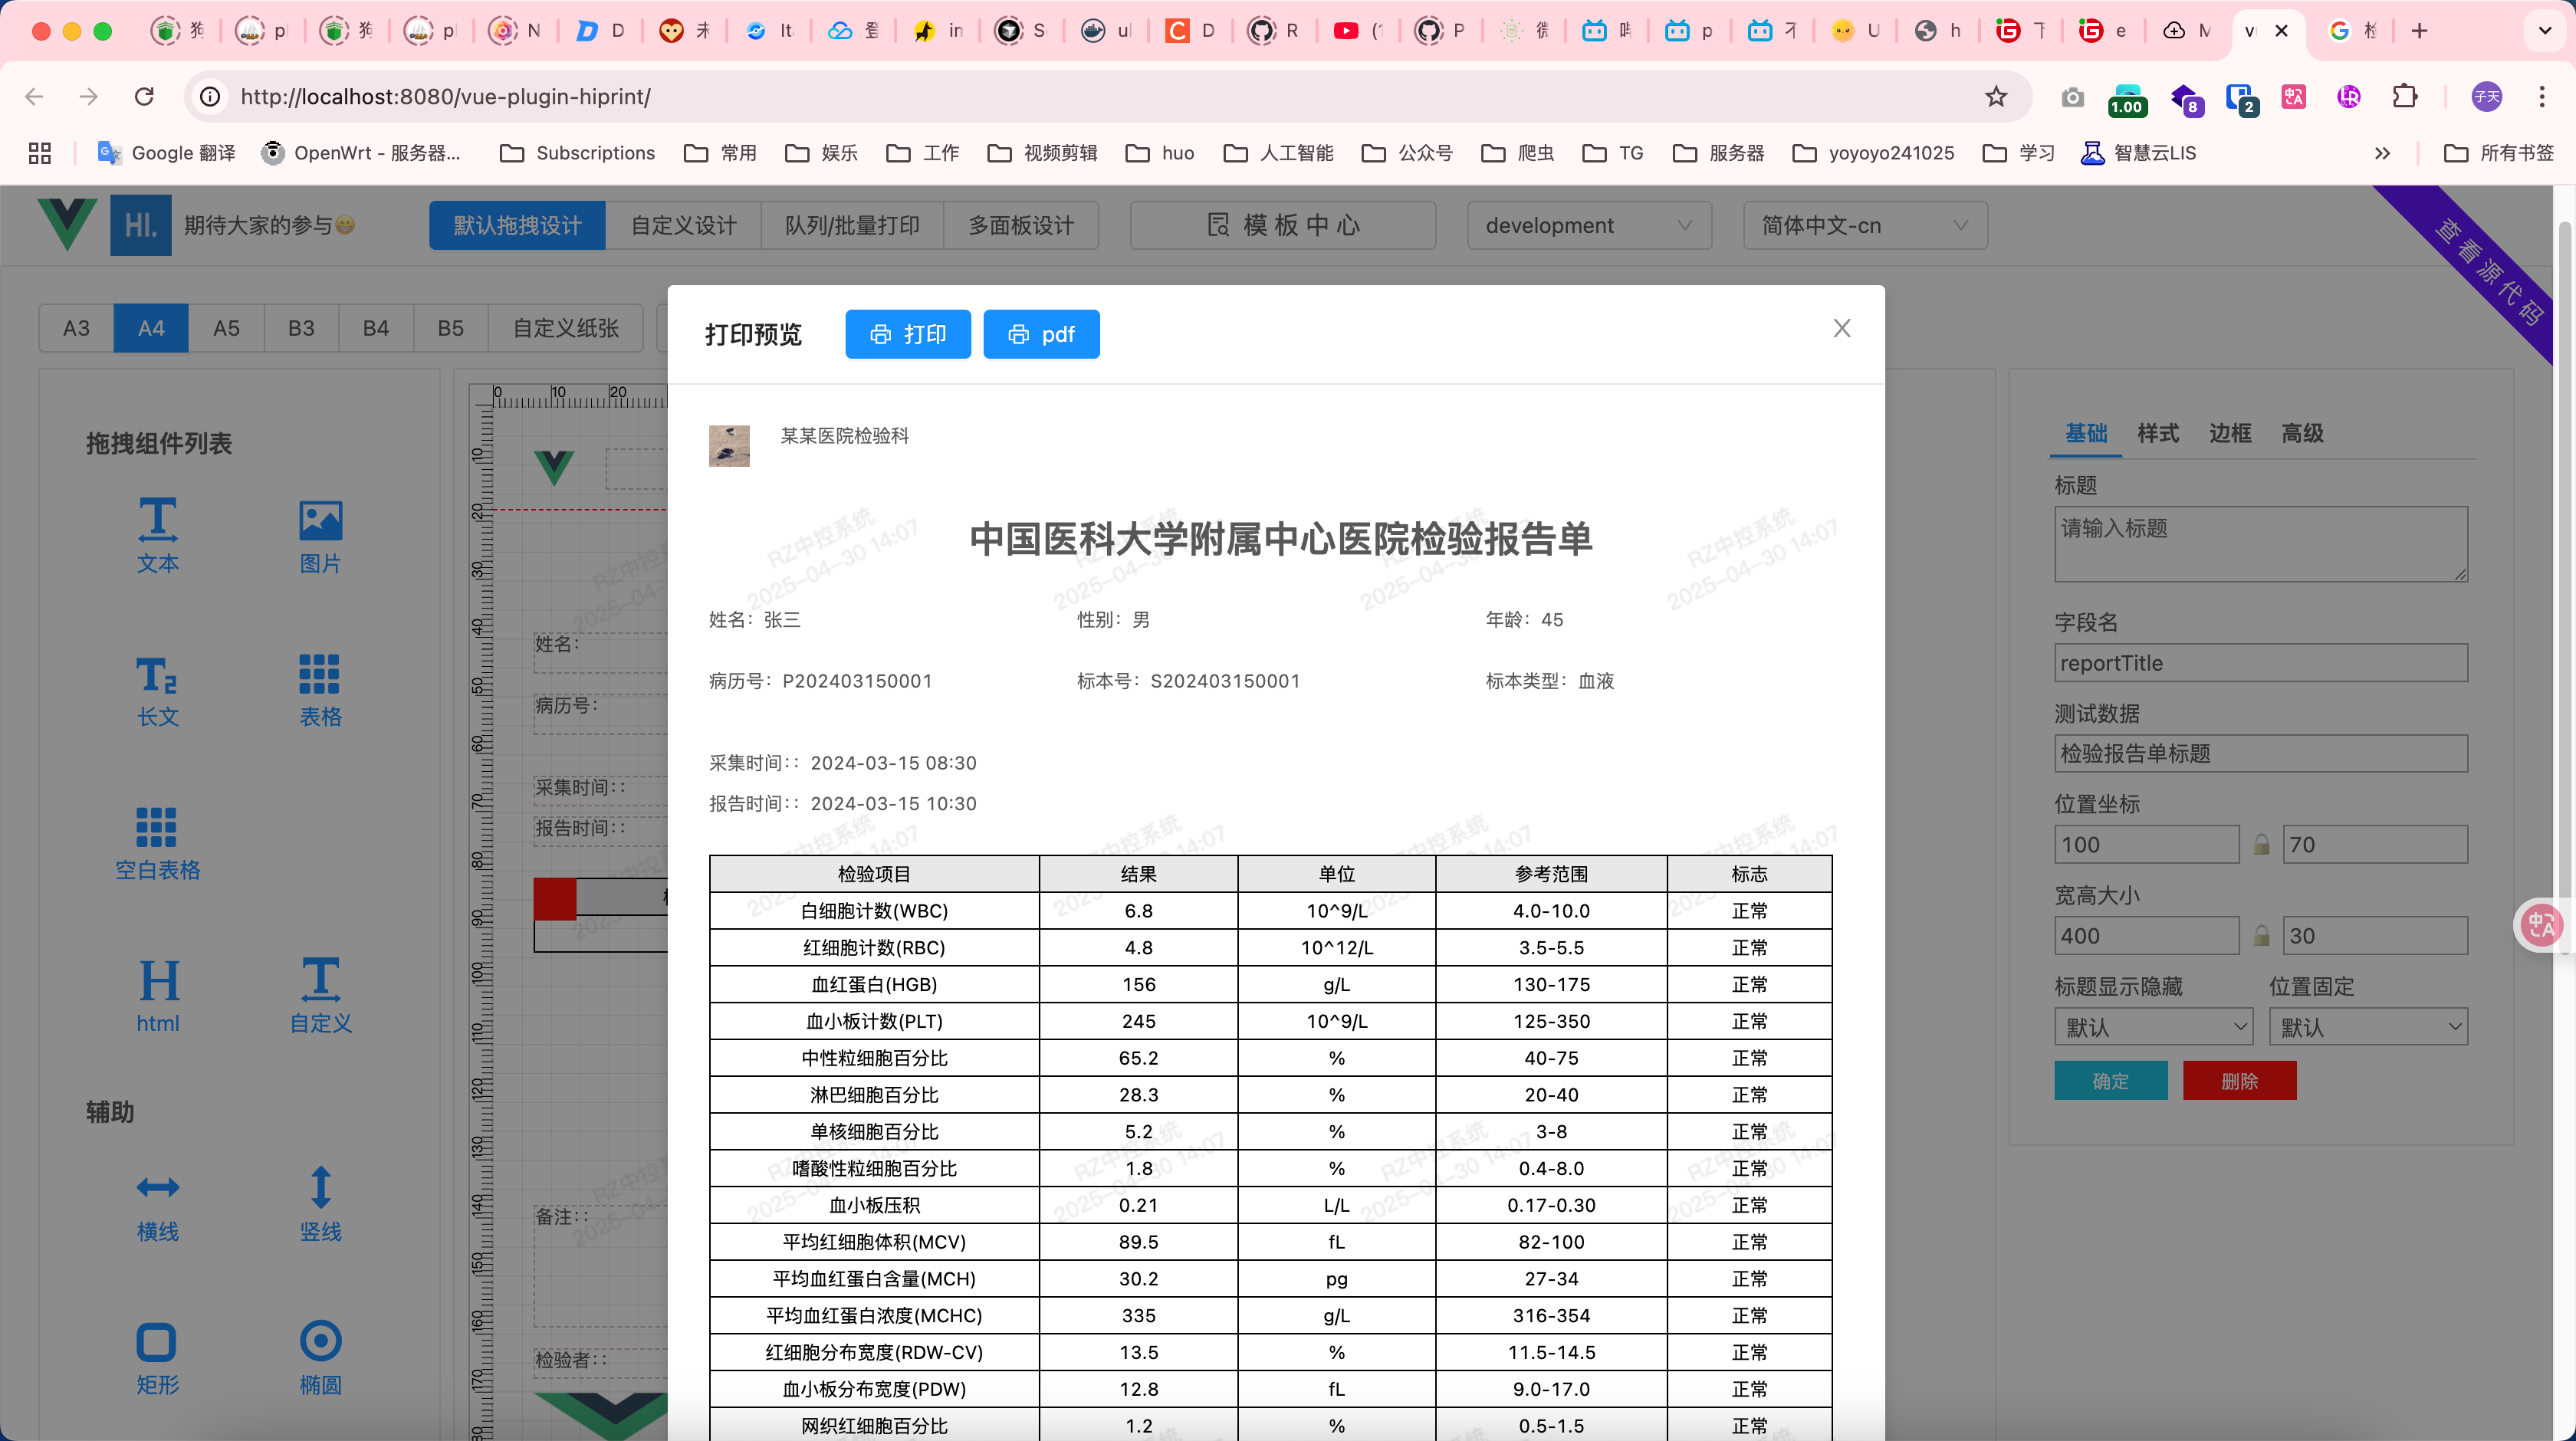 http://localhost:8080/vue-plugin-hiprint/
1.00
8
2
子天
Google 翻译
OpenWrt - 服务器...
Subscriptions
常用
娱乐
工作
视频剪辑
huo
人工智能
公众号
爬虫
TG
服务器
yoyoyo241025
学习
智慧云LIS
所有书签
HI.
期待大家的参与😁
默认拖拽设计
自定义设计
队列/批量打印
多面板设计
模板中心
development
简体中文-cn
查看源代码
A3
A4
A5
B3
B4
B5
自定义纸张
拖拽组件列表
文本
图片
长文
表格
空白表格
html
自定义
辅助
横线
竖线
矩形
椭圆
姓名：
病历号：
采集时间：:
报告时间：:
备注：:
检验者：:
打印预览
打印
pdf
某某医院检验科
中国医科大学附属中心医院检验报告单
姓名：张三
性别：男
年龄：45
病历号：P202403150001
标本号：S202403150001
标本类型：血液
采集时间：: 2024-03-15 08:30
报告时间：: 2024-03-15 10:30
检验项目 结果 单位 参考范围 标志
白细胞计数(WBC) 6.8 10^9/L 4.0-10.0 正常
红细胞计数(RBC) 4.8 10^12/L 3.5-5.5 正常
血红蛋白(HGB) 156 g/L 130-175 正常
血小板计数(PLT) 245 10^9/L 125-350 正常
中性粒细胞百分比 65.2 % 40-75 正常
淋巴细胞百分比 28.3 % 20-40 正常
单核细胞百分比 5.2 % 3-8 正常
嗜酸性粒细胞百分比 1.8 % 0.4-8.0 正常
血小板压积 0.21 L/L 0.17-0.30 正常
平均红细胞体积(MCV) 89.5 fL 82-100 正常
平均血红蛋白含量(MCH) 30.2 pg 27-34 正常
平均血红蛋白浓度(MCHC) 335 g/L 316-354 正常
红细胞分布宽度(RDW-CV) 13.5 % 11.5-14.5 正常
血小板分布宽度(PDW) 12.8 fL 9.0-17.0 正常
网织红细胞百分比 1.2 % 0.5-1.5 正常
RZ中控系统
2025-04-30 14:07
基础
样式
边框
高级
标题
请输入标题
字段名
reportTitle
测试数据
检验报告单标题
位置坐标
100
70
宽高大小
400
30
标题显示隐藏
位置固定
默认
默认
确定
删除